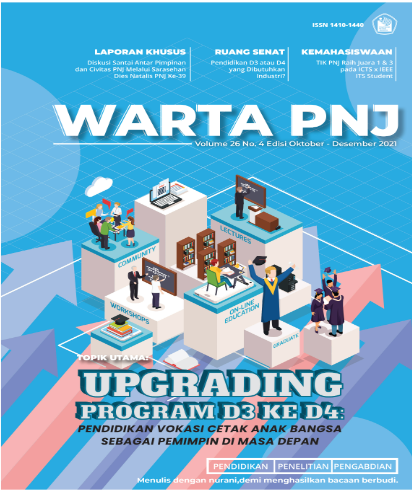 ISSN 1410-1440
LAPORAN KHUSUS
Diskusi Santai Antar Pimpinan
dan Civitas PNJ Melalui Sarasehan
Dies Natalis PNJ Ke-39
RUANG SENAT
Pendidikan D3 atau D4
yang Dibutuhkan
Industri?
KEMAHASISWAAN
TIK PNJ Raih Juara 1 & 3
pada ICTS x IEEE
ITS Student
WARTA PNJ
Volume 26 No. 4 Edisi Oktober - Desember 2021
LECTURES
COMMUNITY
ON-LINE
EDUCATION
WORKSHOPS
GRADUATE
TOPIK UTAMA:
UPGRADING
PROGRAM D3 KE D4:
PENDIDIKAN VOKASI CETAK ANAK BANGSA
SEBAGAI PEMIMPIN DI MASA DEPAN
PENDIDIKAN PENELITIAN PENGABDIAN
Menulis dengan nurani,demi menghasilkan bacaan berbudi.